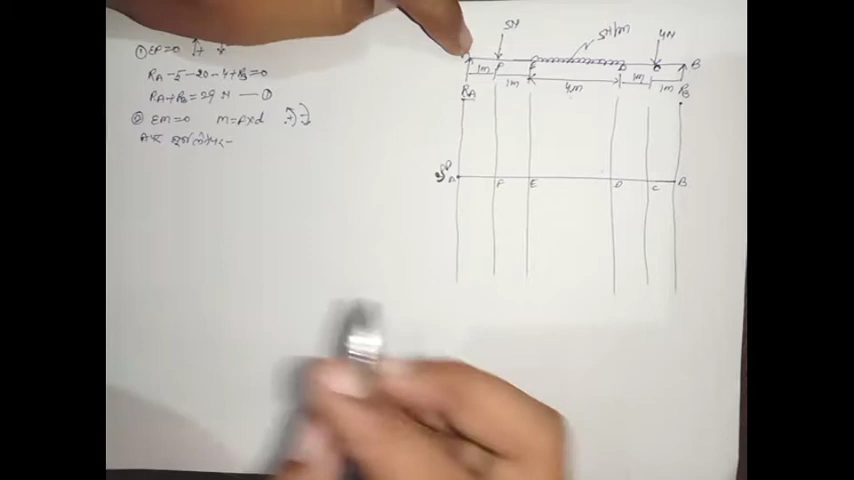 ① ΣP=0 ↑+ ↓-
RA-5-20-4+RB=0
RA+RB=29 N —①
② ΣM=0 M=P×d
5N
5N/m
4N
F E D C B
1m 1m 4m 1m 1m
RA RB
A F E D C B